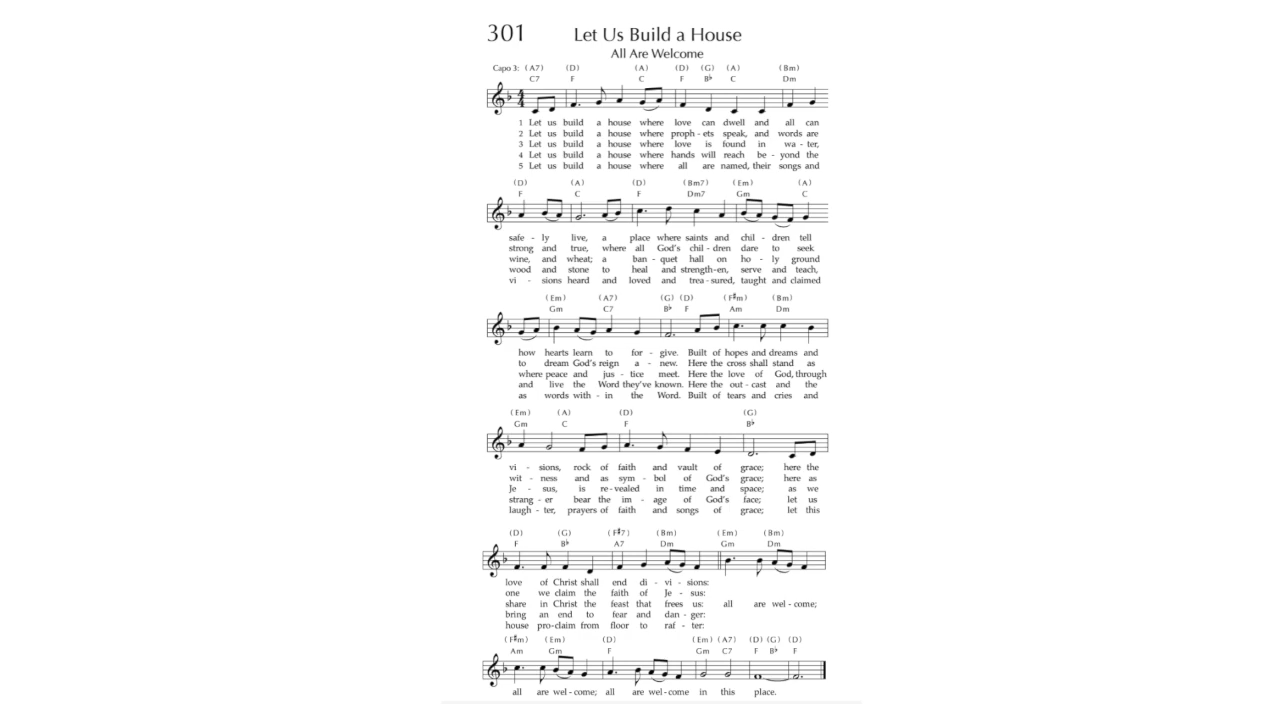 301 Let Us Build a House
All Are Welcome
Capo 3: (A7) (D) (A) (D) (G) (A) (Bm)
C7 F C F B♭ C Dm
1 Let us build a house where love can dwell and all can
2 Let us build a house where proph - ets speak, and words are
3 Let us build a house where love is found in wa - ter,
4 Let us build a house where hands will reach be - yond the
5 Let us build a house where all are named, their songs and
(D) (A) (D) (Bm7) (Em) (A)
F C F Dm7 Gm C
safe - ly live, a place where saints and chil - dren tell
strong and true, where all God's chil - dren dare to seek
wine, and wheat; a ban - quet hall on ho - ly ground
wood and stone to heal and strength-en, serve and teach,
vi - sions heard and loved and trea - sured, taught and claimed
(Em) (A7) (G) (D) (F#m) (Bm)
Gm C7 B♭ F Am Dm
how hearts learn to for - give. Built of hopes and dreams and
to dream God's reign a - new. Here the cross shall stand as
where peace and jus - tice meet. Here the love of God, through
and live the Word they've known. Here the out - cast and the
as words with - in the Word. Built of tears and cries and
(Em) (A) (D) (G)
Gm C F B♭
vi - sions, rock of faith and vault of grace; here the
wit - ness and as sym - bol of God's grace; here as
Je - sus, is re - vealed in time and space; as we
strang - er bear the im - age of God's face; let us
laugh - ter, prayers of faith and songs of grace; let this
(D) (G) (F#7) (Bm) (Em) (Bm)
F B♭ A7 Dm Gm Dm
love of Christ shall end di - vi - sions:
one we claim the faith of Je - sus:
share in Christ the feast that frees us: all are wel - come;
bring an end to fear and dan - ger:
house pro - claim from floor to raf - ter:
(F#m) (Em) (D) (Em) (A7) (D) (G) (D)
Am Gm F Gm C7 F B♭ F
all are wel - come; all are wel - come in this place.